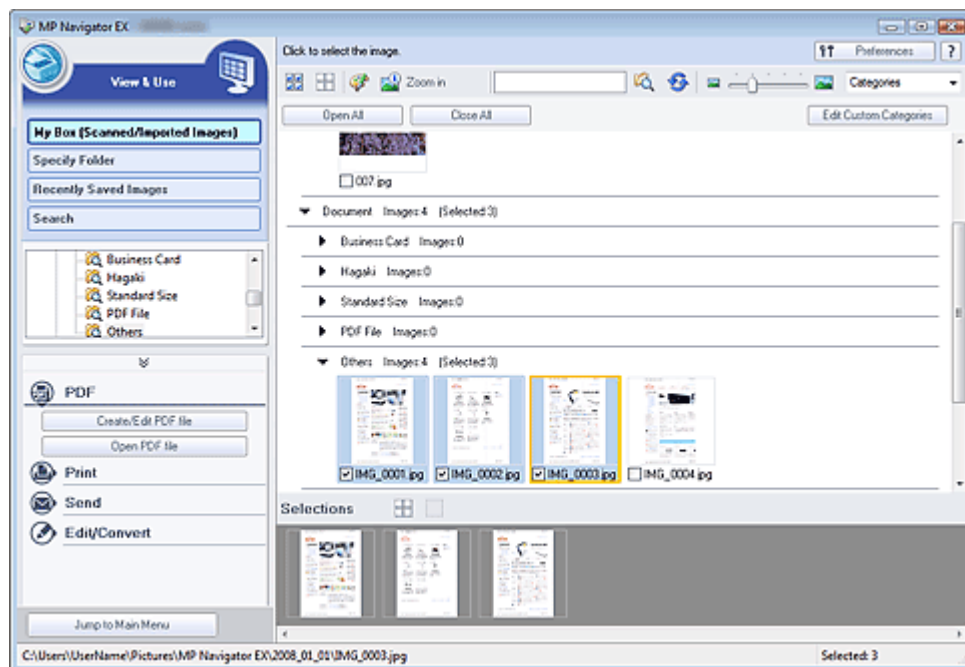 MP Navigator EX
View & Use
My Box (Scanned/Imported Images)
Specify Folder
Recently Saved Images
Search
Business Card
Hagaki
Standard Size
PDF File
Others
PDF
Create/Edit PDF file
Open PDF file
Print
Send
Edit/Convert
Jump to Main Menu
Click to select the image.
Preferences
?
Zoom in
Categories
Open All
Close All
Edit Custom Categories
007.jpg
Document Images:4 (Selected:3)
Business Card Images:0
Hagaki Images:0
Standard Size Images:0
PDF File Images:0
Others Images:4 (Selected:3)
IMG_0001.jpg
IMG_0002.jpg
IMG_0003.jpg
IMG_0004.jpg
Selections
C:\Users\UserName\Pictures\MP Navigator EX\2008_01_01\IMG_0003.jpg
Selected: 3